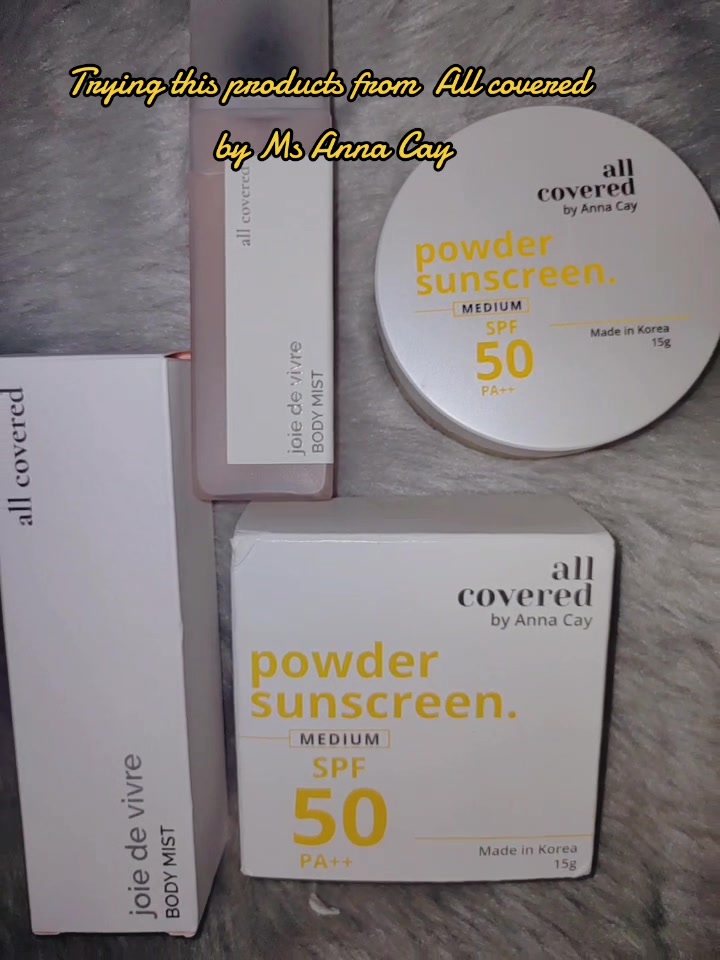 Trying this products from All covered
by Ms Anna Cay
all covered
joie de vivre
BODY MIST
all
covered
by Anna Cay
powder
sunscreen.
MEDIUM
SPF
50
PA++
Made in Korea
15g
all covered
joie de vivre
BODY MIST
all
covered
by Anna Cay
powder
sunscreen.
MEDIUM
SPF
50
PA++
Made in Korea
15g